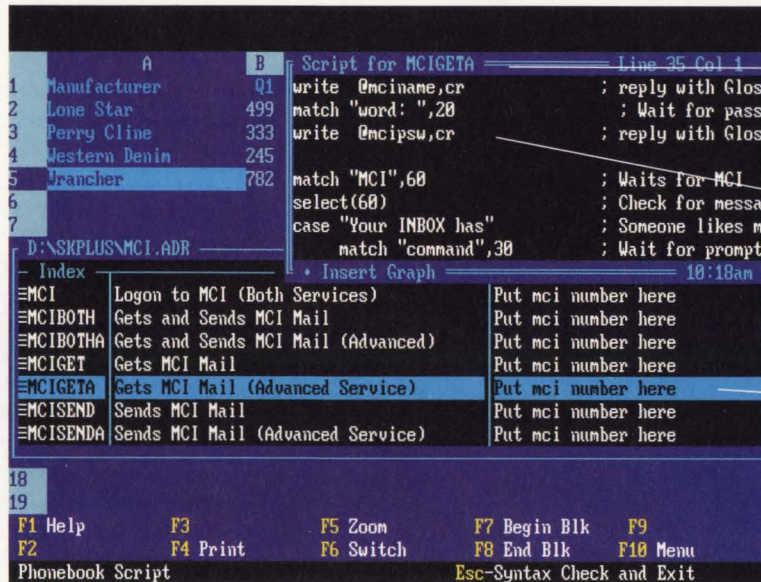 A B Script for MCIGETA Line 35 Col 1
1 Manufacturer Q1 write @mciname,cr ; reply with Glos
2 Lone Star 499 match "word: ",20 ; Wait for pass
3 Perry Cline 333 write @mcipsw,cr ; reply with Glos
4 Western Denim 245
5 Wrancher 782 match "MCI",60 ; Waits for MCI
6 select(60) ; Check for messa
7 case "Your INBOX has" ; Someone likes m
D:\SKPLUS\MCI.ADR match "command",30 ; Wait for prompt
Index • Insert Graph 10:18am
≡MCI Logon to MCI (Both Services) Put mci number here
≡MCIBOTH Gets and Sends MCI Mail Put mci number here
≡MCIBOTHA Gets and Sends MCI Mail (Advanced) Put mci number here
≡MCIGET Gets MCI Mail Put mci number here
≡MCIGETA Gets MCI Mail (Advanced Service) Put mci number here
≡MCISEND Sends MCI Mail Put mci number here
≡MCISENDA Sends MCI Mail (Advanced Service) Put mci number here
18
19
F1 Help F3 F5 Zoom F7 Begin Blk F9
F2 F4 Print F6 Switch F8 End Blk F10 Menu
Phonebook Script Esc-Syntax Check and Exit